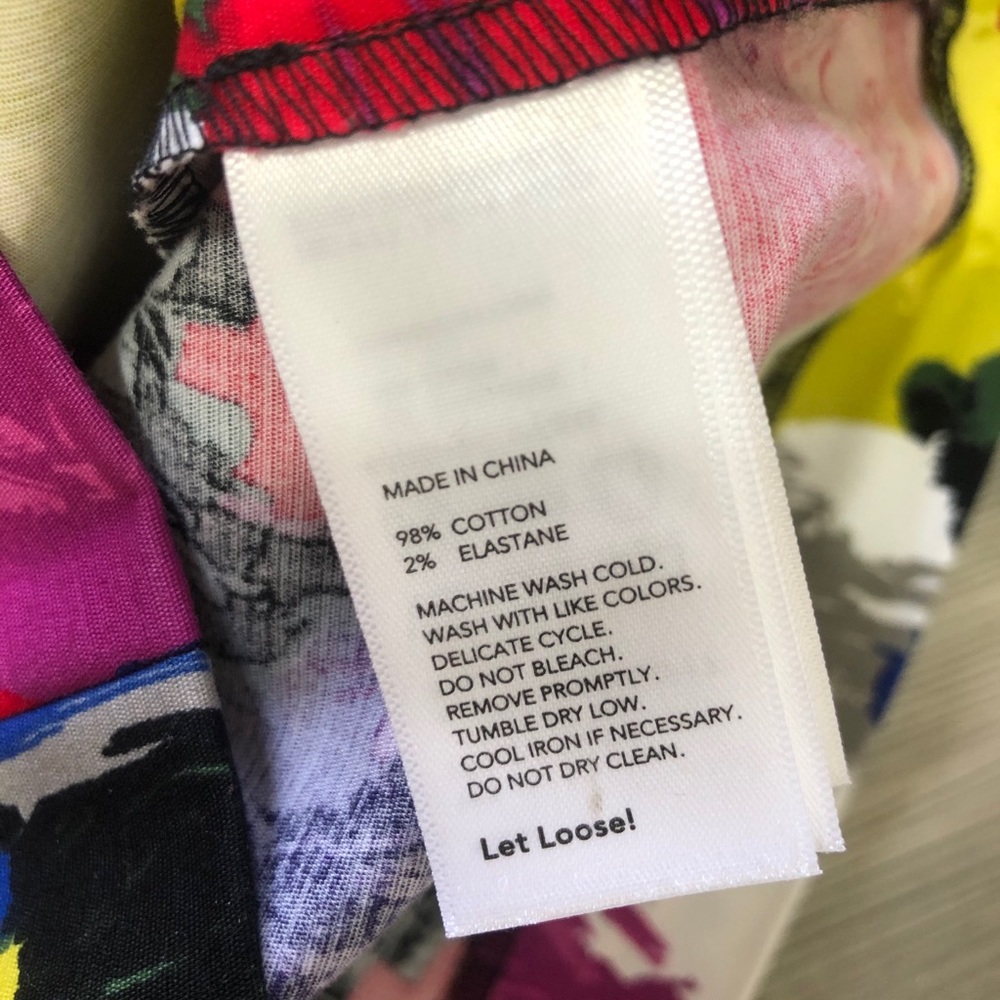 MADE IN CHINA
98% COTTON
2% ELASTANE
MACHINE WASH COLD.
WASH WITH LIKE COLORS.
DELICATE CYCLE.
DO NOT BLEACH.
REMOVE PROMPTLY.
TUMBLE DRY LOW.
COOL IRON IF NECESSARY.
DO NOT DRY CLEAN.
Let Loose!